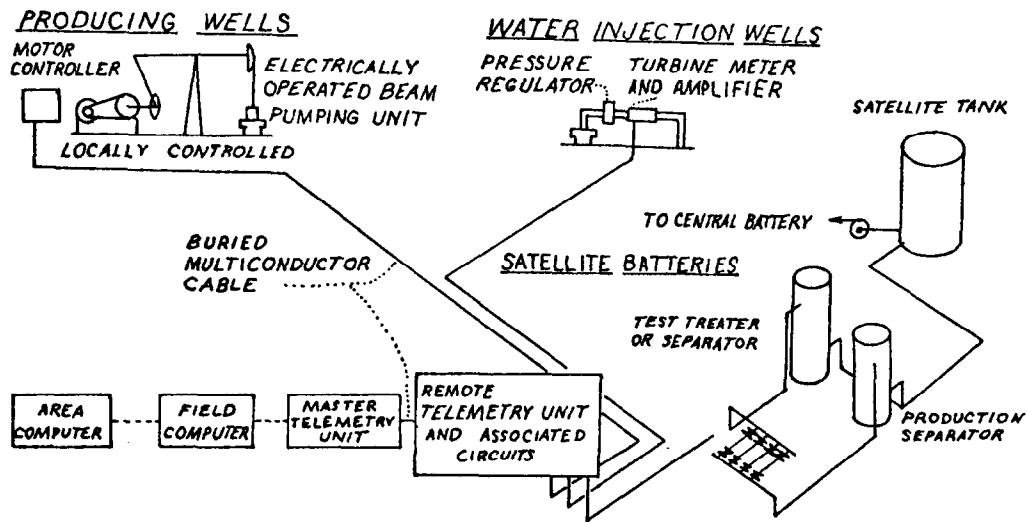 PRODUCING WELLS
MOTOR
CONTROLLER
ELECTRICALLY
OPERATED BEAM
PUMPING UNIT
LOCALLY CONTROLLED
WATER INJECTION WELLS
PRESSURE
REGULATOR
TURBINE METER
AND AMPLIFIER
SATELLITE TANK
TO CENTRAL BATTERY
BURIED
MULTICONDUCTOR
CABLE
SATELLITE BATTERIES
TEST TREATER
OR SEPARATOR
PRODUCTION
SEPARATOR
AREA
COMPUTER
FIELD
COMPUTER
MASTER
TELEMETRY
UNIT
REMOTE
TELEMETRY UNIT
AND ASSOCIATED
CIRCUITS